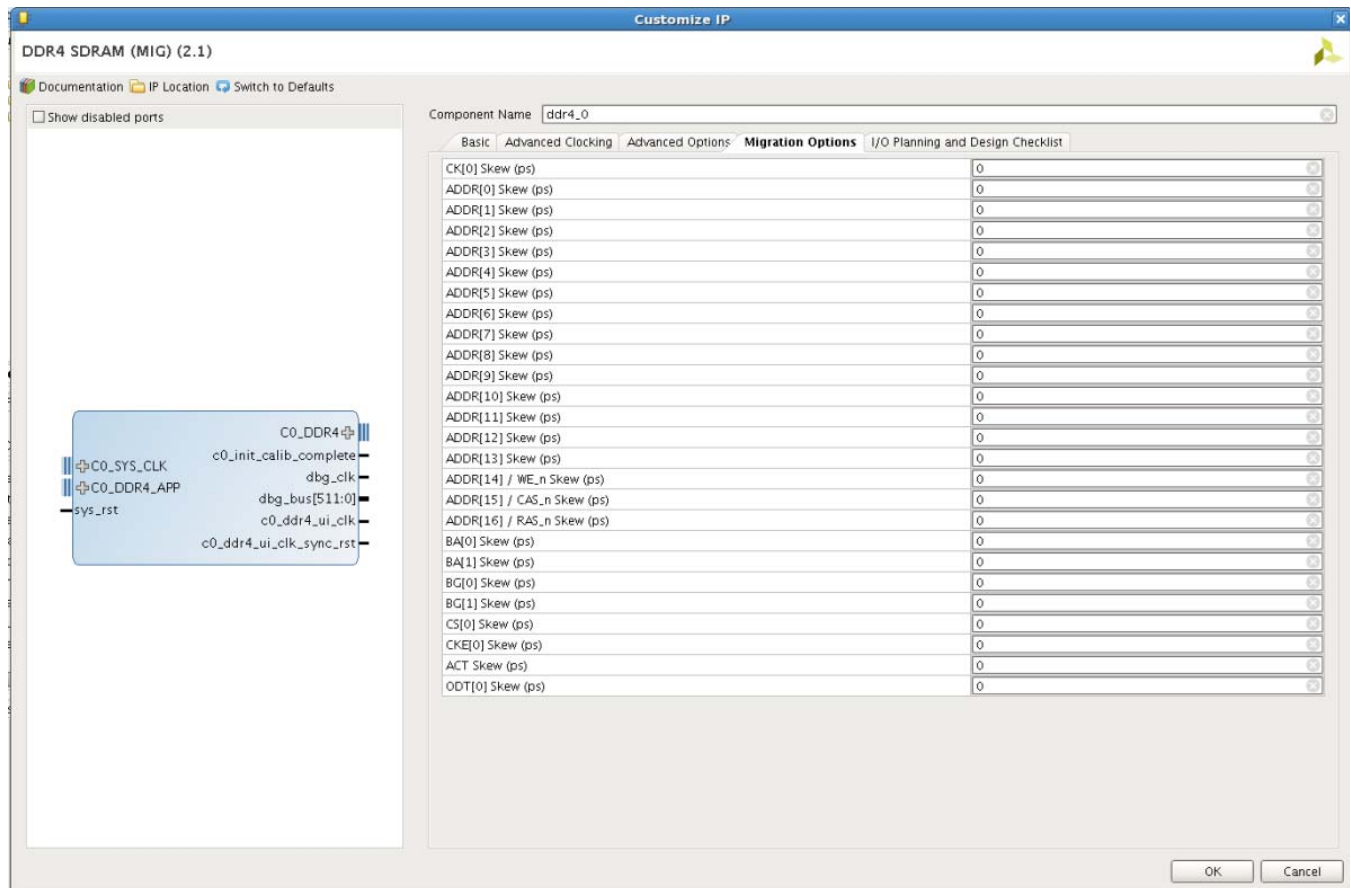 Customize IP
DDR4 SDRAM (MIG) (2.1)
Documentation IP Location Switch to Defaults
Show disabled ports
C0_DDR4
c0_init_calib_complete
C0_SYS_CLK
dbg_clk
C0_DDR4_APP
dbg_bus[511:0]
sys_rst
c0_ddr4_ui_clk
c0_ddr4_ui_clk_sync_rst
Component Name ddr4_0
Basic Advanced Clocking Advanced Options Migration Options I/O Planning and Design Checklist
CK[0] Skew (ps) 0
ADDR[0] Skew (ps) 0
ADDR[1] Skew (ps) 0
ADDR[2] Skew (ps) 0
ADDR[3] Skew (ps) 0
ADDR[4] Skew (ps) 0
ADDR[5] Skew (ps) 0
ADDR[6] Skew (ps) 0
ADDR[7] Skew (ps) 0
ADDR[8] Skew (ps) 0
ADDR[9] Skew (ps) 0
ADDR[10] Skew (ps) 0
ADDR[11] Skew (ps) 0
ADDR[12] Skew (ps) 0
ADDR[13] Skew (ps) 0
ADDR[14] / WE_n Skew (ps) 0
ADDR[15] / CAS_n Skew (ps) 0
ADDR[16] / RAS_n Skew (ps) 0
BA[0] Skew (ps) 0
BA[1] Skew (ps) 0
BG[0] Skew (ps) 0
BG[1] Skew (ps) 0
CS[0] Skew (ps) 0
CKE[0] Skew (ps) 0
ACT Skew (ps) 0
ODT[0] Skew (ps) 0
OK Cancel